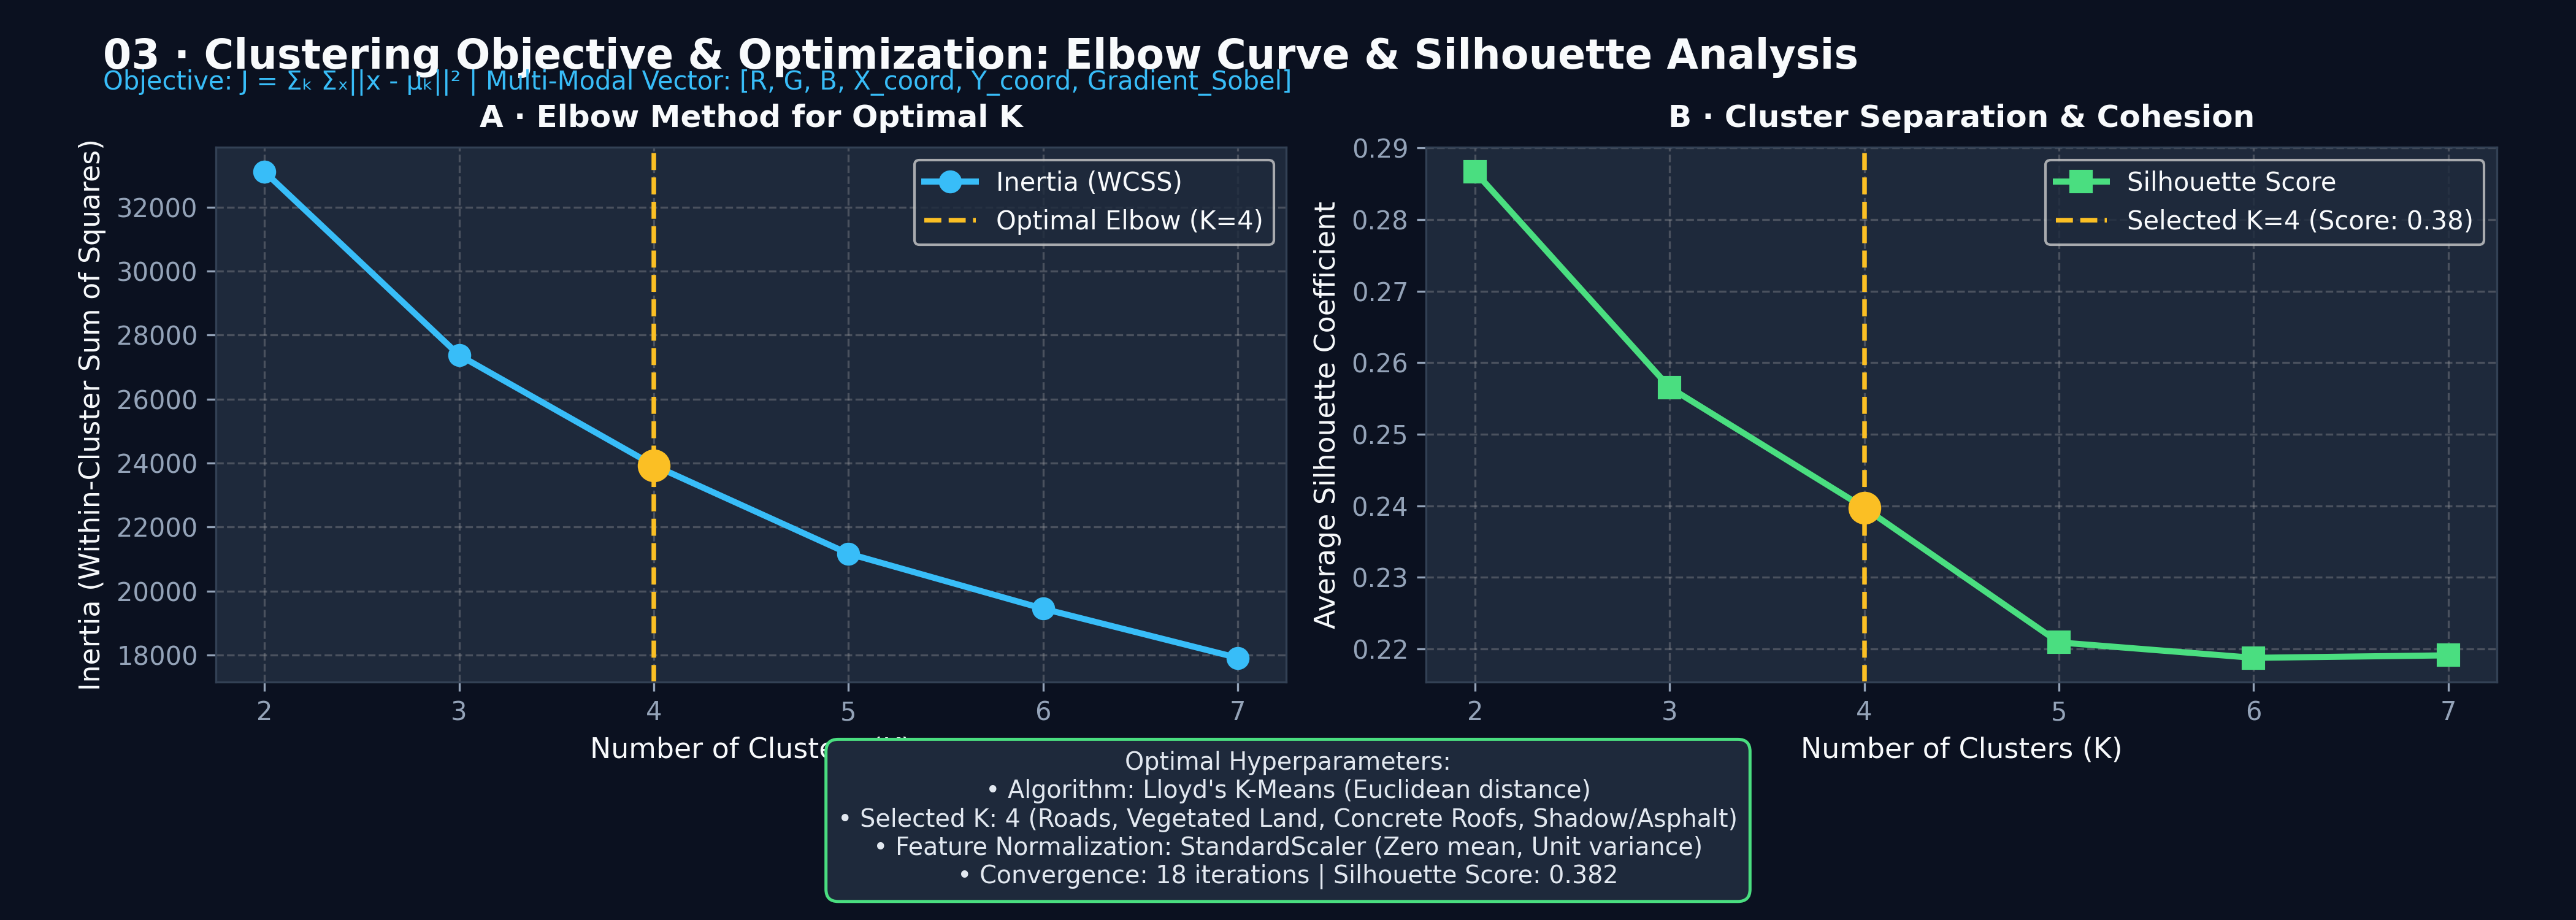 03 · Clustering Objective & Optimization: Elbow Curve & Silhouette Analysis
Objective: J = Σₖ Σₓ||x - μₖ||² | Multi-Modal Vector: [R, G, B, X_coord, Y_coord, Gradient_Sobel]
A · Elbow Method for Optimal K
Inertia (Within-Cluster Sum of Squares)
32000
30000
28000
26000
24000
22000
20000
18000
Inertia (WCSS)
Optimal Elbow (K=4)
2 3 4 5 6 7
Number of Cluste
B · Cluster Separation & Cohesion
Average Silhouette Coefficient
0.29
0.28
0.27
0.26
0.25
0.24
0.23
0.22
Silhouette Score
Selected K=4 (Score: 0.38)
2 3 4 5 6 7
Number of Clusters (K)
Optimal Hyperparameters:
• Algorithm: Lloyd's K-Means (Euclidean distance)
• Selected K: 4 (Roads, Vegetated Land, Concrete Roofs, Shadow/Asphalt)
• Feature Normalization: StandardScaler (Zero mean, Unit variance)
• Convergence: 18 iterations | Silhouette Score: 0.382